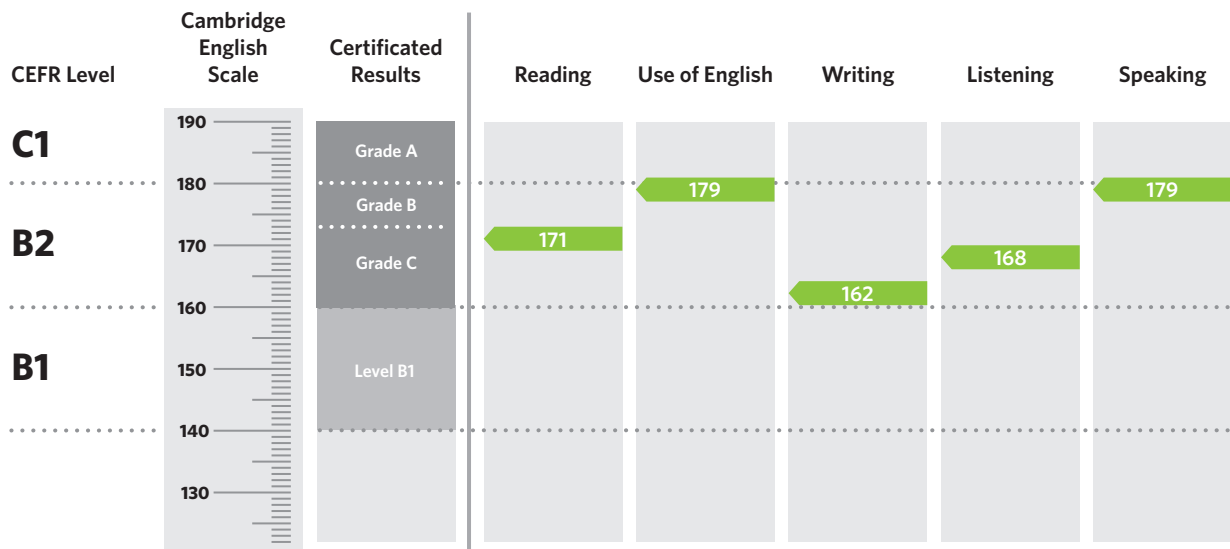 CEFR Level
Cambridge
English
Scale
Certificated
Results
Reading
Use of English
Writing
Listening
Speaking
C1
190
Grade A
180
179
179
Grade B
B2
171
170
Grade C
168
162
160
B1
150
Level B1
140
130